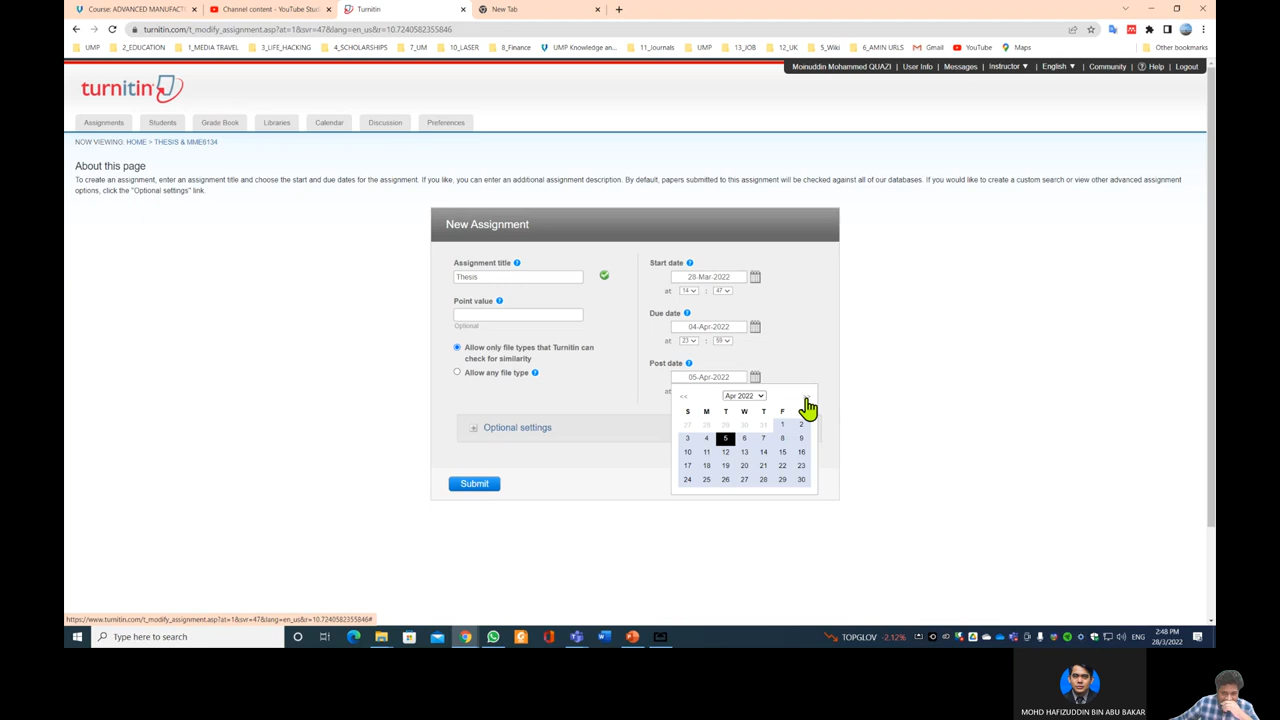 Course: ADVANCED MANUFACT
Channel content - YouTube Stud
Turnitin
New Tab
turnitin.com/t_modify_assignment.asp?at=1&svr=47&lang=en_us&r=10.7240582355846
UMP
2_EDUCATION
1_MEDIA TRAVEL
3_LIFE_HACKING
4_SCHOLARSHIPS
7_UM
10_LASER
8_Finance
UMP Knowledge and...
11_Journals
UMP
13_JOB
12_UK
5_Wiki
6_AMIN URLS
Gmail
YouTube
Maps
Other bookmarks
Moinuddin Mohammed QUAZI | User Info | Messages | Instructor ▼ | English ▼ | Community | ? Help | Logout
turnitin
Assignments
Students
Grade Book
Libraries
Calendar
Discussion
Preferences
NOW VIEWING: HOME > THESIS & MME6134
About this page
To create an assignment, enter an assignment title and choose the start and due dates for the assignment. If you like, you can enter an additional assignment description. By default, papers submitted to this assignment will be checked against all of our databases. If you would like to create a custom search or view other advanced assignment
options, click the "Optional settings" link.
New Assignment
Assignment title ?
Thesis
Point value ?
Optional
Allow only file types that Turnitin can
check for similarity
Allow any file type ?
Start date ?
28-Mar-2022
at 14 : 47
Due date ?
04-Apr-2022
at 23 : 59
Post date ?
05-Apr-2022
at
<< Apr 2022
S M T W T F S
27 28 29 30 31 1 2
3 4 5 6 7 8 9
10 11 12 13 14 15 16
17 18 19 20 21 22 23
24 25 26 27 28 29 30
+ Optional settings
Submit
https://www.turnitin.com/t_modify_assignment.asp?at=1&svr=47&lang=en_us&r=10.7240582355846#
Type here to search
TOPGLOV -2.12%
ENG
2:48 PM
28/3/2022
MOHD HAFIZUDDIN BIN ABU BAKAR